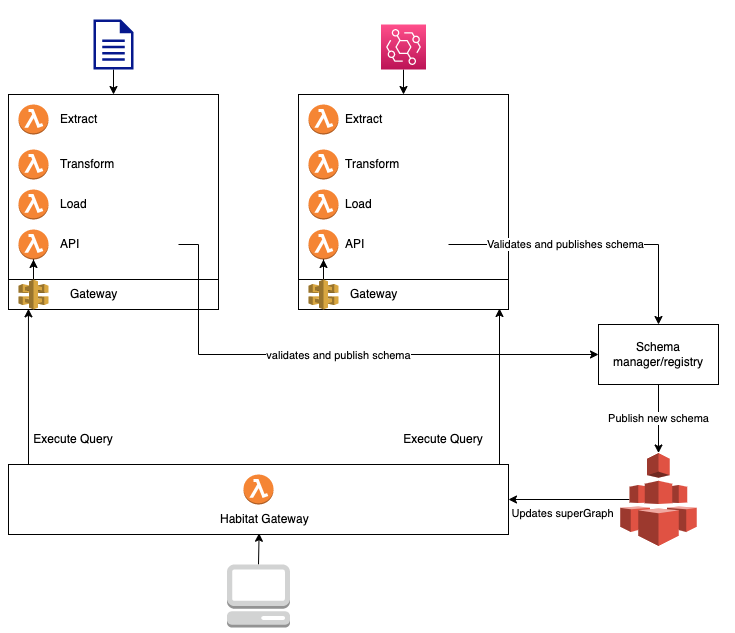 Extract
Transform
Load
API
Gateway
Extract
Transform
Load
API
Gateway
Validates and publishes schema
validates and publish schema
Schema
manager/registry
Publish new schema
Execute Query
Execute Query
Habitat Gateway
Updates superGraph